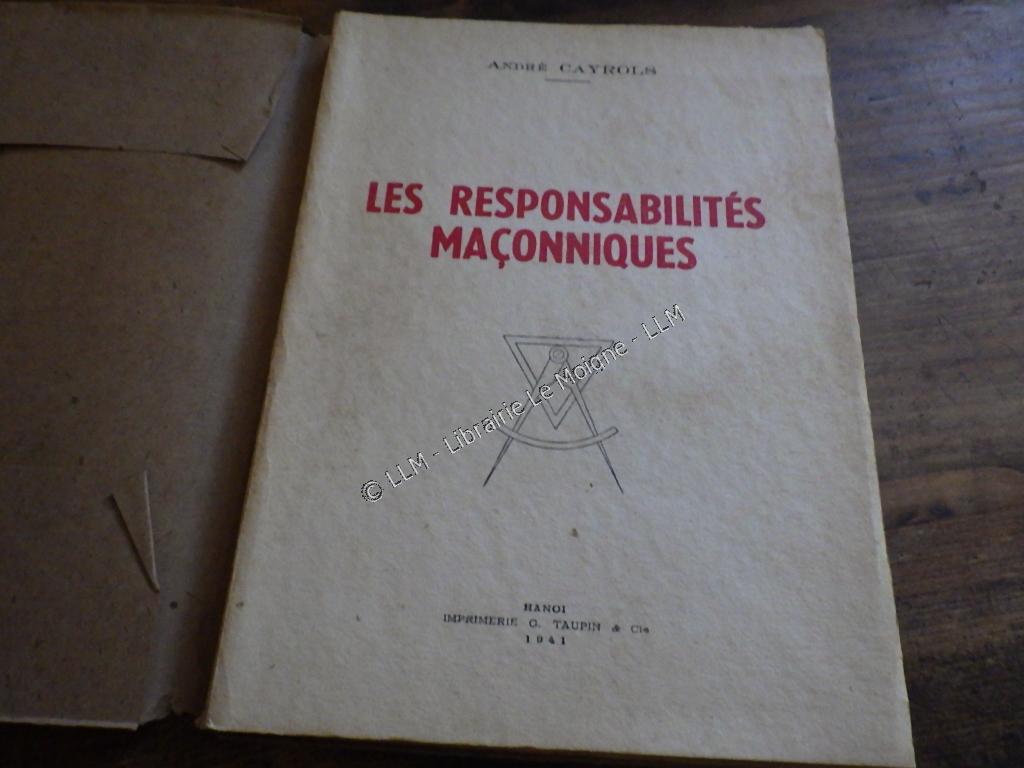 ANDRÉ CAYROLS
LES RESPONSABILITÉS
MAÇONNIQUES
© LLM - Librairie Le Moigne - LLM
HANOI
IMPRIMERIE G. TAUPIN & Cie
1941